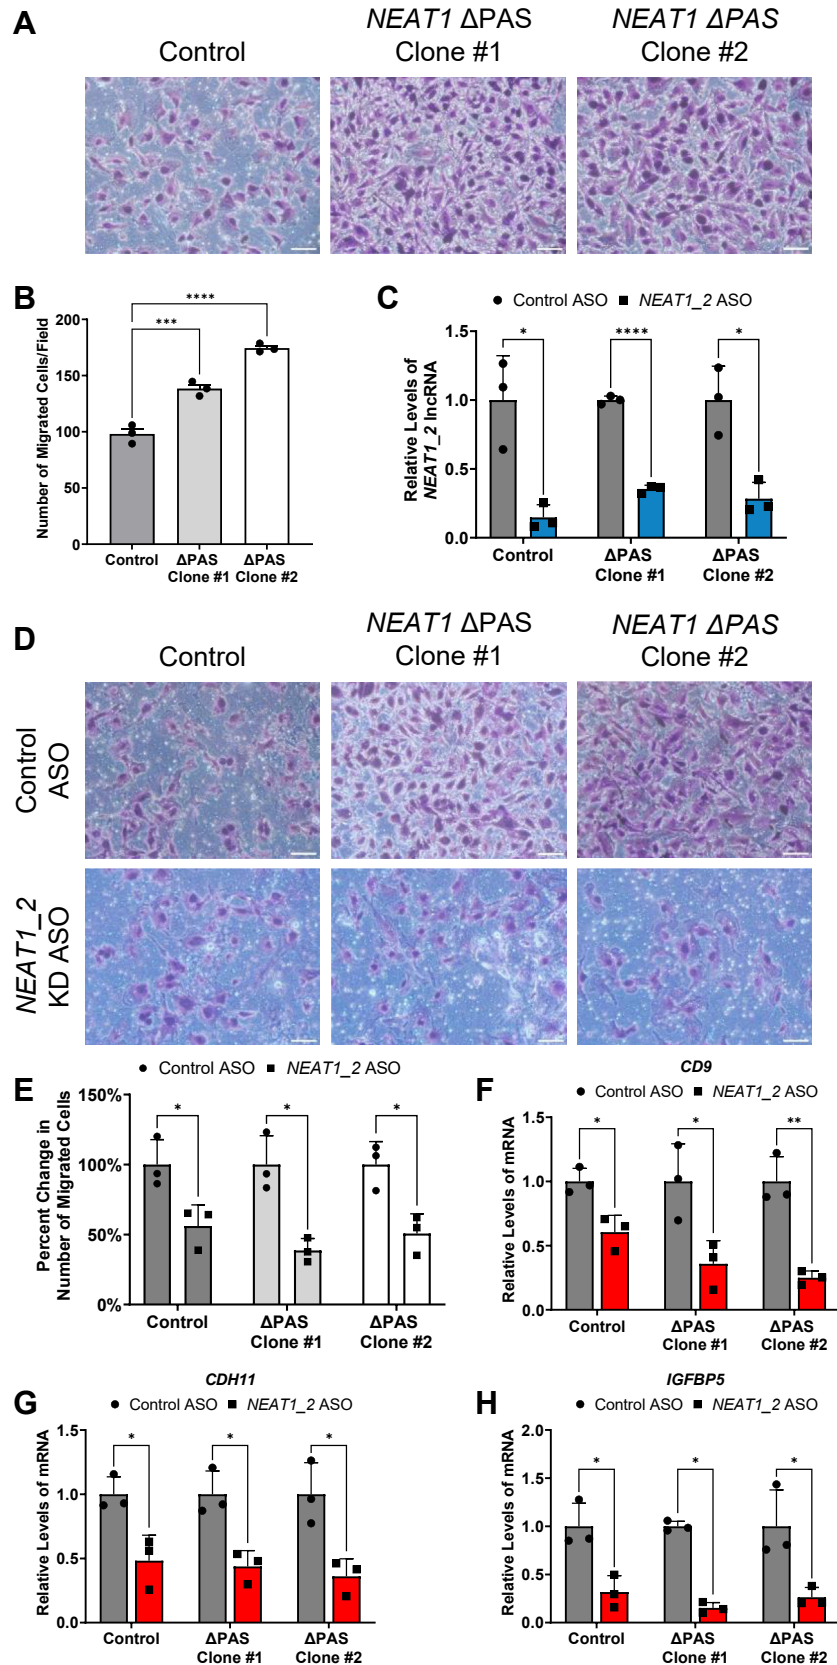 A
Control
NEAT1 ΔPAS
Clone #1
NEAT1 ΔPAS
Clone #2
B
Number of Migrated Cells/Field
200
150
100
50
0
****
***
Control
ΔPAS
Clone #1
ΔPAS
Clone #2
C
Control ASO
NEAT1_2 ASO
Relative Levels of
NEAT1_2 lncRNA
1.5
1.0
0.5
0.0
*
****
*
Control
ΔPAS
Clone #1
ΔPAS
Clone #2
D
Control
NEAT1 ΔPAS
Clone #1
NEAT1 ΔPAS
Clone #2
Control
ASO
NEAT1_2
KD ASO
E
Control ASO
NEAT1_2 ASO
Percent Change in
Number of Migrated Cells
150%
100%
50%
0%
*
*
*
Control
ΔPAS
Clone #1
ΔPAS
Clone #2
F
CD9
Control ASO
NEAT1_2 ASO
Relative Levels of mRNA
1.5
1.0
0.5
0.0
*
*
**
Control
ΔPAS
Clone #1
ΔPAS
Clone #2
G
CDH11
Control ASO
NEAT1_2 ASO
Relative Levels of mRNA
1.5
1.0
0.5
0.0
*
*
*
Control
ΔPAS
Clone #1
ΔPAS
Clone #2
H
IGFBP5
Control ASO
NEAT1_2 ASO
Relative Levels of mRNA
2.0
1.5
1.0
0.5
0.0
*
*
*
Control
ΔPAS
Clone #1
ΔPAS
Clone #2